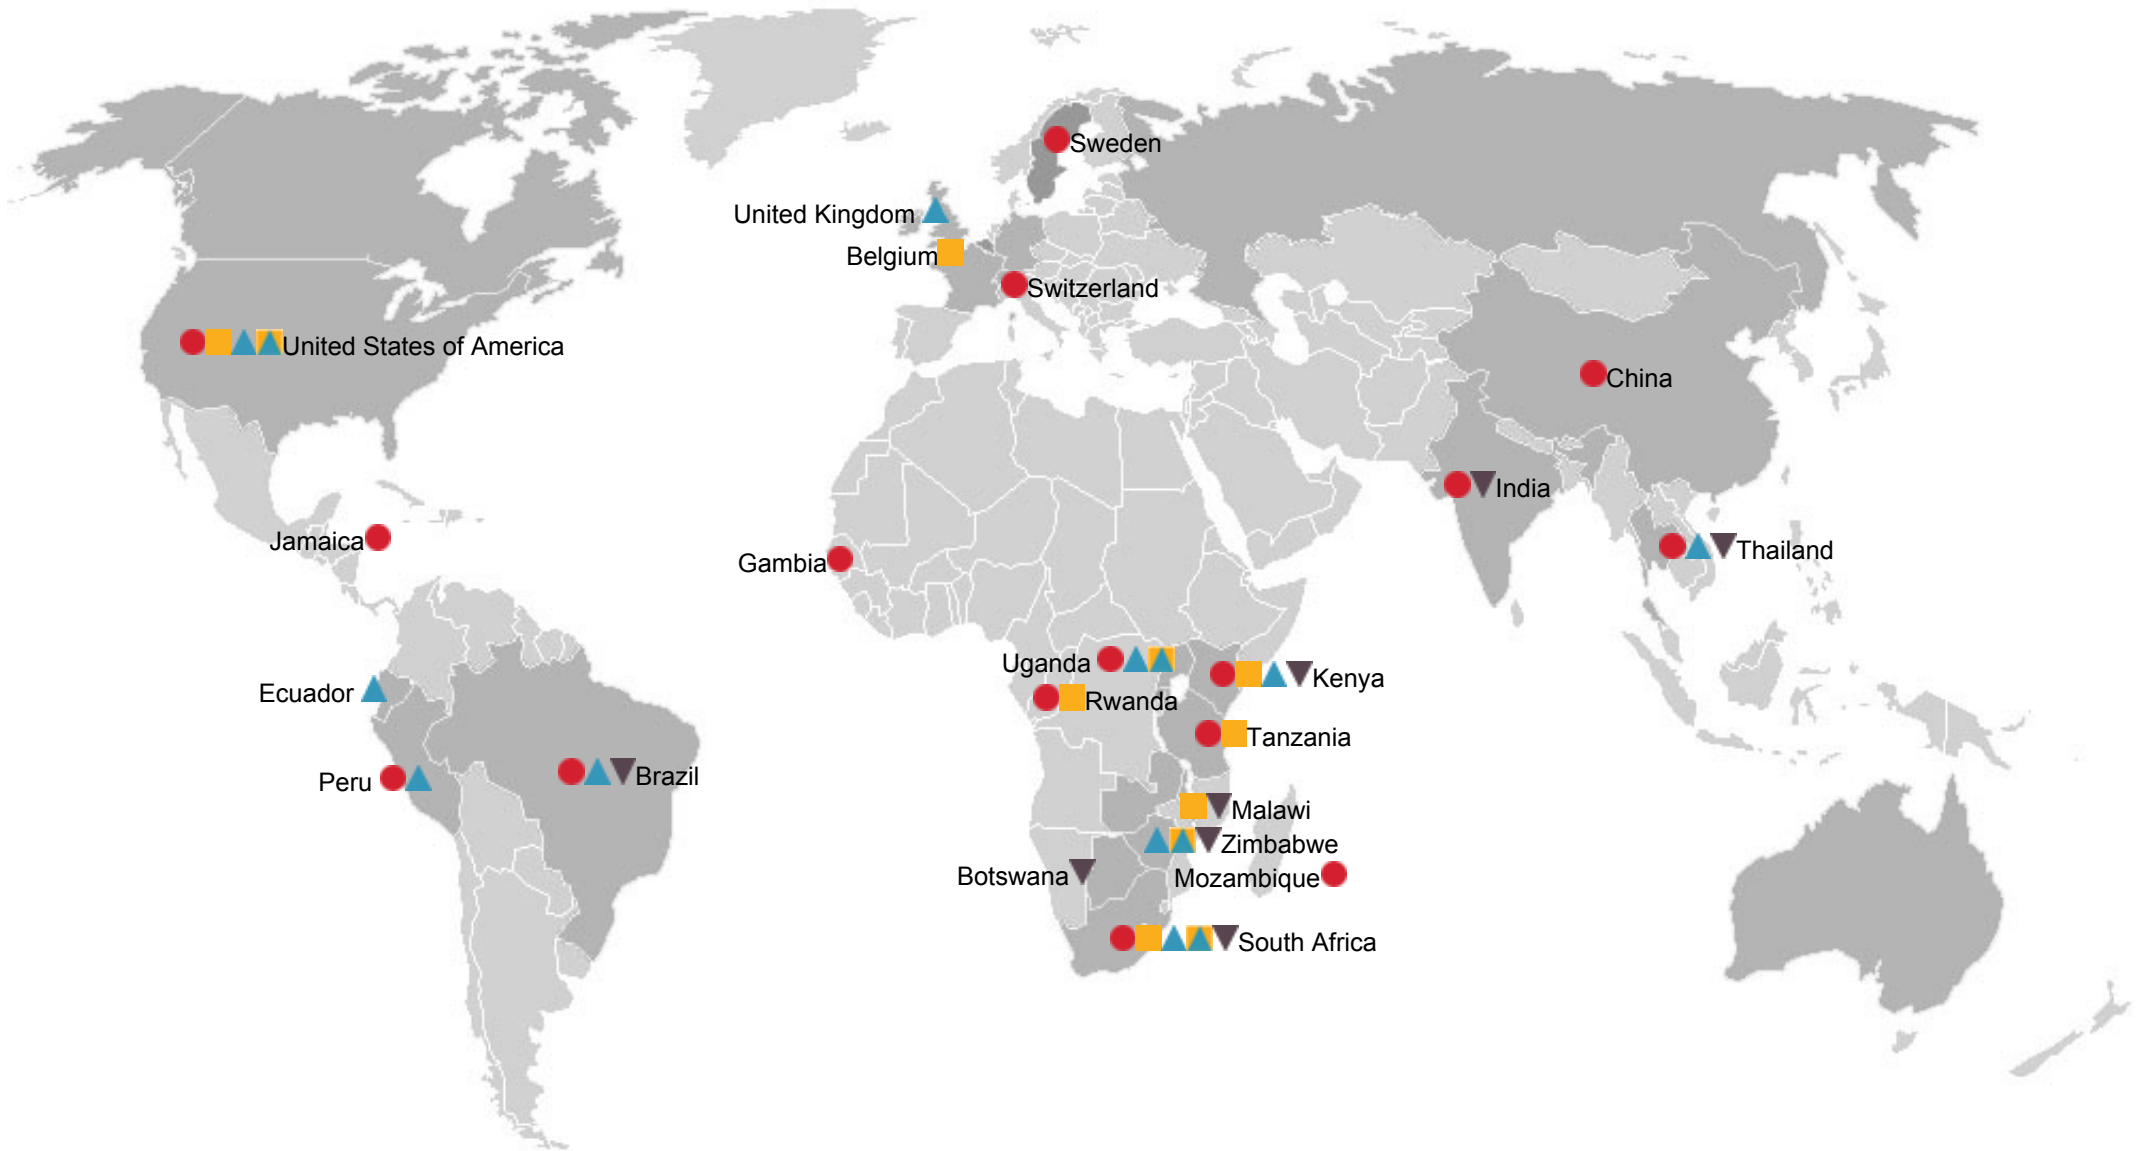 Sweden
United Kingdom
Belgium
Switzerland
United States of America
China
India
Jamaica
Thailand
Gambia
Uganda
Kenya
Ecuador
Rwanda
Tanzania
Peru
Brazil
Malawi
Zimbabwe
Botswana
Mozambique
South Africa